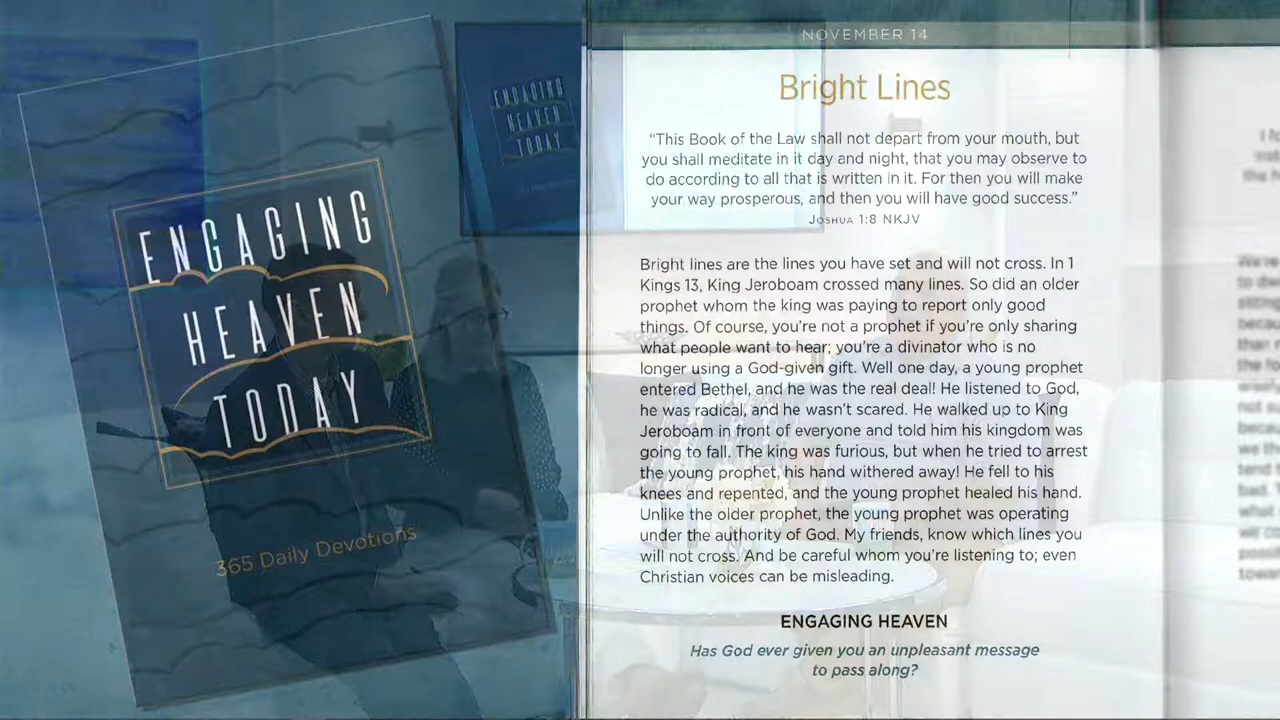 ENGAGING
HEAVEN
TODAY
365 Daily Devotions
ENGAGING
HEAVEN
TODAY
NOVEMBER 14
Bright Lines
“This Book of the Law shall not depart from your mouth, but
you shall meditate in it day and night, that you may observe to
do according to all that is written in it. For then you will make
your way prosperous, and then you will have good success.”
JOSHUA 1:8 NKJV
Bright lines are the lines you have set and will not cross. In 1
Kings 13, King Jeroboam crossed many lines. So did an older
prophet whom the king was paying to report only good
things. Of course, you’re not a prophet if you’re only sharing
what people want to hear; you’re a divinator who is no
longer using a God-given gift. Well one day, a young prophet
entered Bethel, and he was the real deal! He listened to God,
he was radical, and he wasn’t scared. He walked up to King
Jeroboam in front of everyone and told him his kingdom was
going to fall. The king was furious, but when he tried to arrest
the young prophet, his hand withered away! He fell to his
knees and repented, and the young prophet healed his hand.
Unlike the older prophet, the young prophet was operating
under the authority of God. My friends, know which lines you
will not cross. And be careful whom you’re listening to; even
Christian voices can be misleading.
ENGAGING HEAVEN
Has God ever given you an unpleasant message
to pass along?